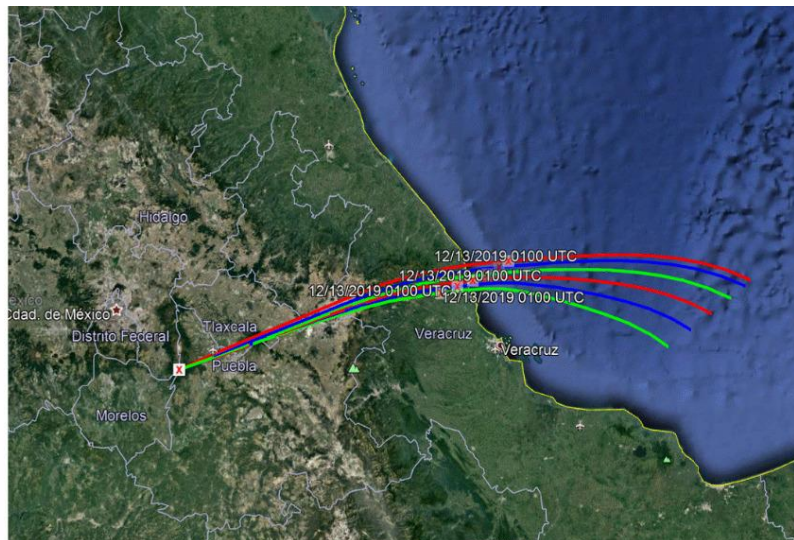 Hidalgo
12/13/2019 0100 UTC
12/13/2019 0100 UTC
12/13/2019 0100 UTC
12/13/2019 0100 UTC
Cdad. de México
Tlaxcala
Distrito Federal
Veracruz
Veracruz
Puebla
X
Morelos